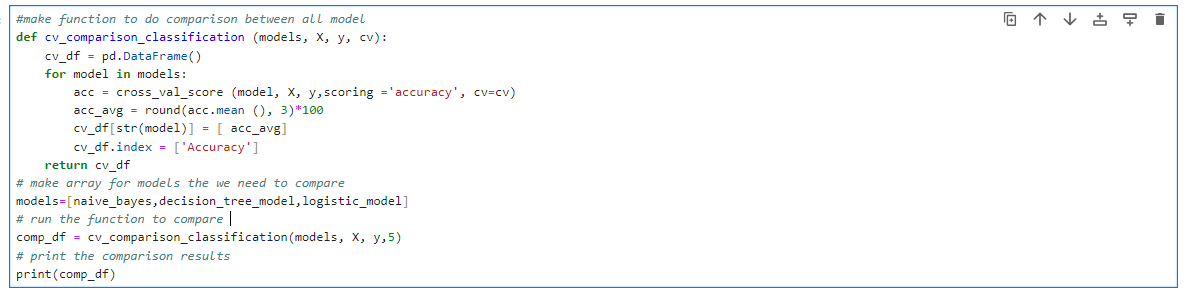 #make function to do comparison between all model
def cv_comparison_classification (models, X, y, cv):
    cv_df = pd.DataFrame()
    for model in models:
        acc = cross_val_score (model, X, y,scoring ='accuracy', cv=cv)
        acc_avg = round(acc.mean (), 3)*100
        cv_df[str(model)] = [ acc_avg]
        cv_df.index = ['Accuracy']
    return cv_df
# make array for models the we need to compare
models=[naive_bayes,decision_tree_model,logistic_model]
# run the function to compare
comp_df = cv_comparison_classification(models, X, y,5)
# print the comparison results
print(comp_df)